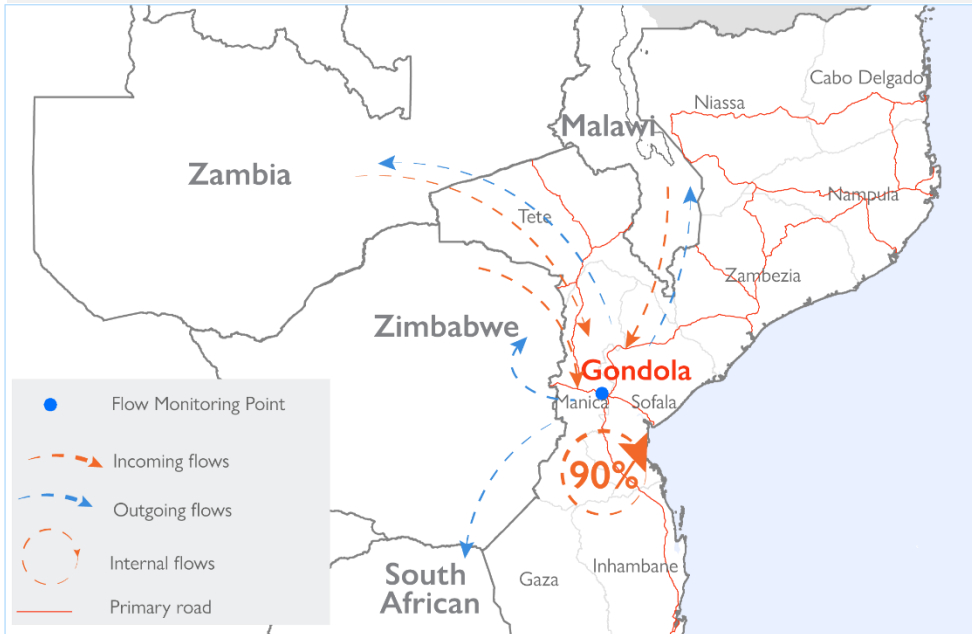 Cabo Delgado
Niassa
Malawi
Zambia
Nampula
Tete
Zambezia
Zimbabwe
Gondola
Manica
Sofala
90%
Flow Monitoring Point
Incoming flows
Outgoing flows
Internal flows
Primary road
South
African
Gaza
Inhambane